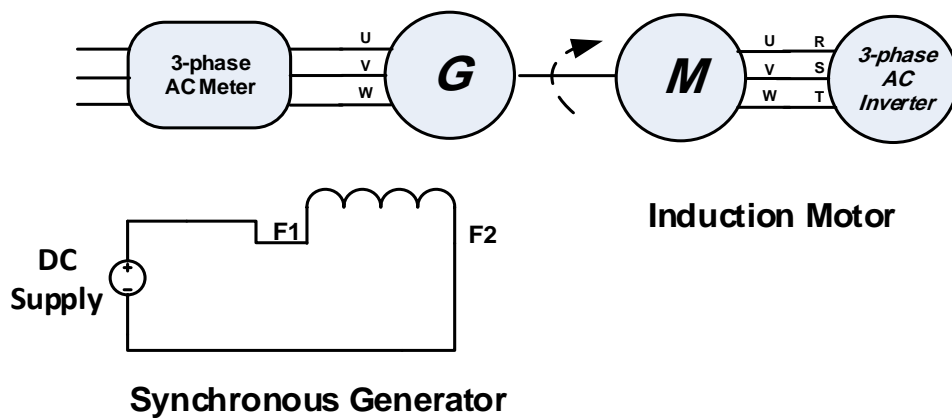 3-phase
AC Meter
U
V
W
G
M
U
V
W
R
S
T
3-phase
AC
Inverter
F1
F2
DC
Supply
+
−
Induction Motor
Synchronous Generator